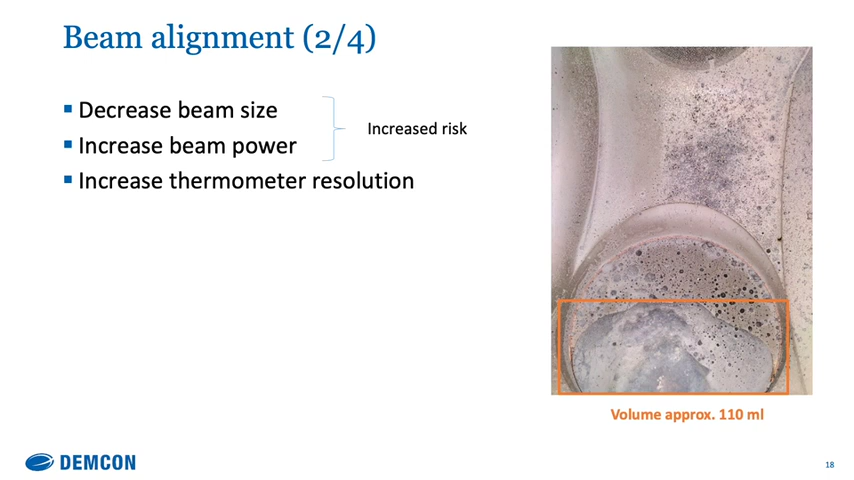 Beam alignment (2/4)
Decrease beam size
Increase beam power
Increased risk
Increase thermometer resolution
Volume approx. 110 ml
DEMCON
18